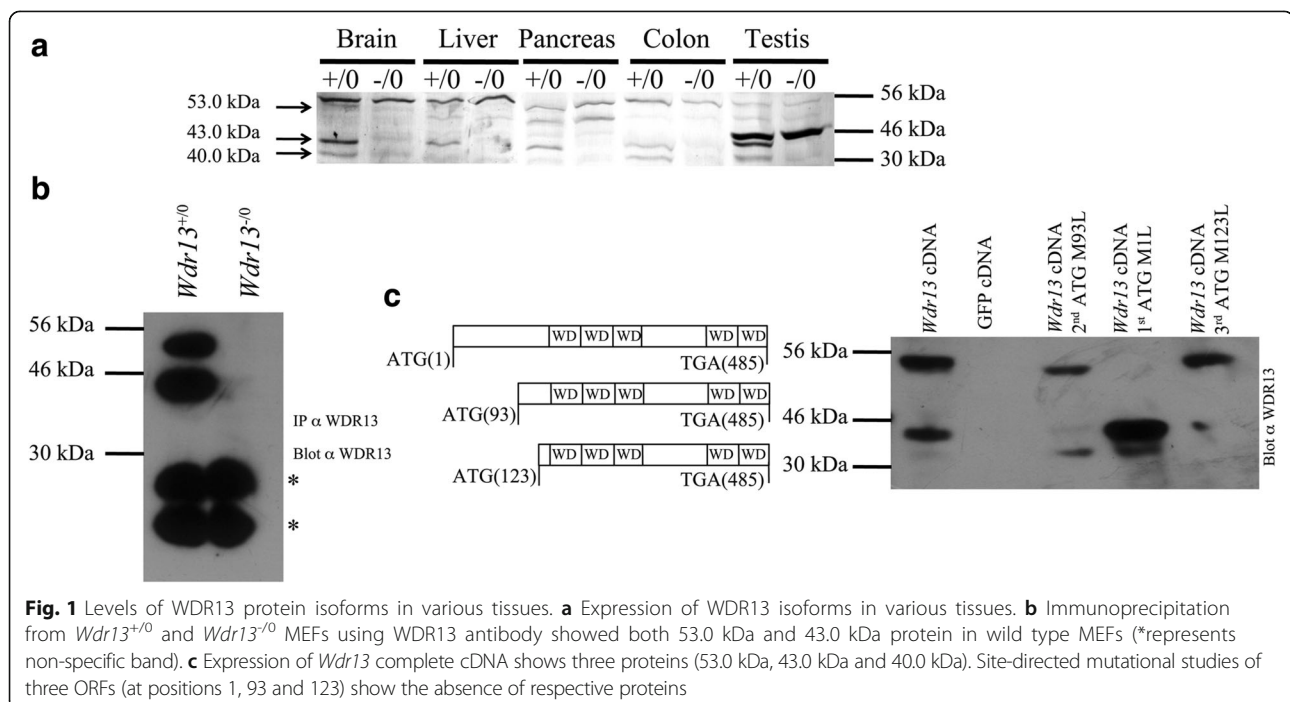 a
Brain Liver Pancreas Colon Testis
+/0 -/0 +/0 -/0 +/0 -/0 +/0 -/0 +/0 -/0
53.0 kDa
43.0 kDa
40.0 kDa
56 kDa
46 kDa
30 kDa
b
Wdr13+/0
Wdr13-/0
56 kDa
46 kDa
30 kDa
IP α WDR13
Blot α WDR13
*
*
c
ATG(1) WD WD WD WD WD TGA(485)
ATG(93) WD WD WD WD WD TGA(485)
ATG(123) WD WD WD WD WD TGA(485)
Wdr13 cDNA
GFP cDNA
Wdr13 cDNA
2nd ATG M93L
Wdr13 cDNA
1st ATG M1L
Wdr13 cDNA
3rd ATG M123L
56 kDa
46 kDa
30 kDa
Blot α WDR13
Fig. 1 Levels of WDR13 protein isoforms in various tissues. a Expression of WDR13 isoforms in various tissues. b Immunoprecipitation
from Wdr13+/0 and Wdr13-/0 MEFs using WDR13 antibody showed both 53.0 kDa and 43.0 kDa protein in wild type MEFs (*represents
non-specific band). c Expression of Wdr13 complete cDNA shows three proteins (53.0 kDa, 43.0 kDa and 40.0 kDa). Site-directed mutational studies of
three ORFs (at positions 1, 93 and 123) show the absence of respective proteins